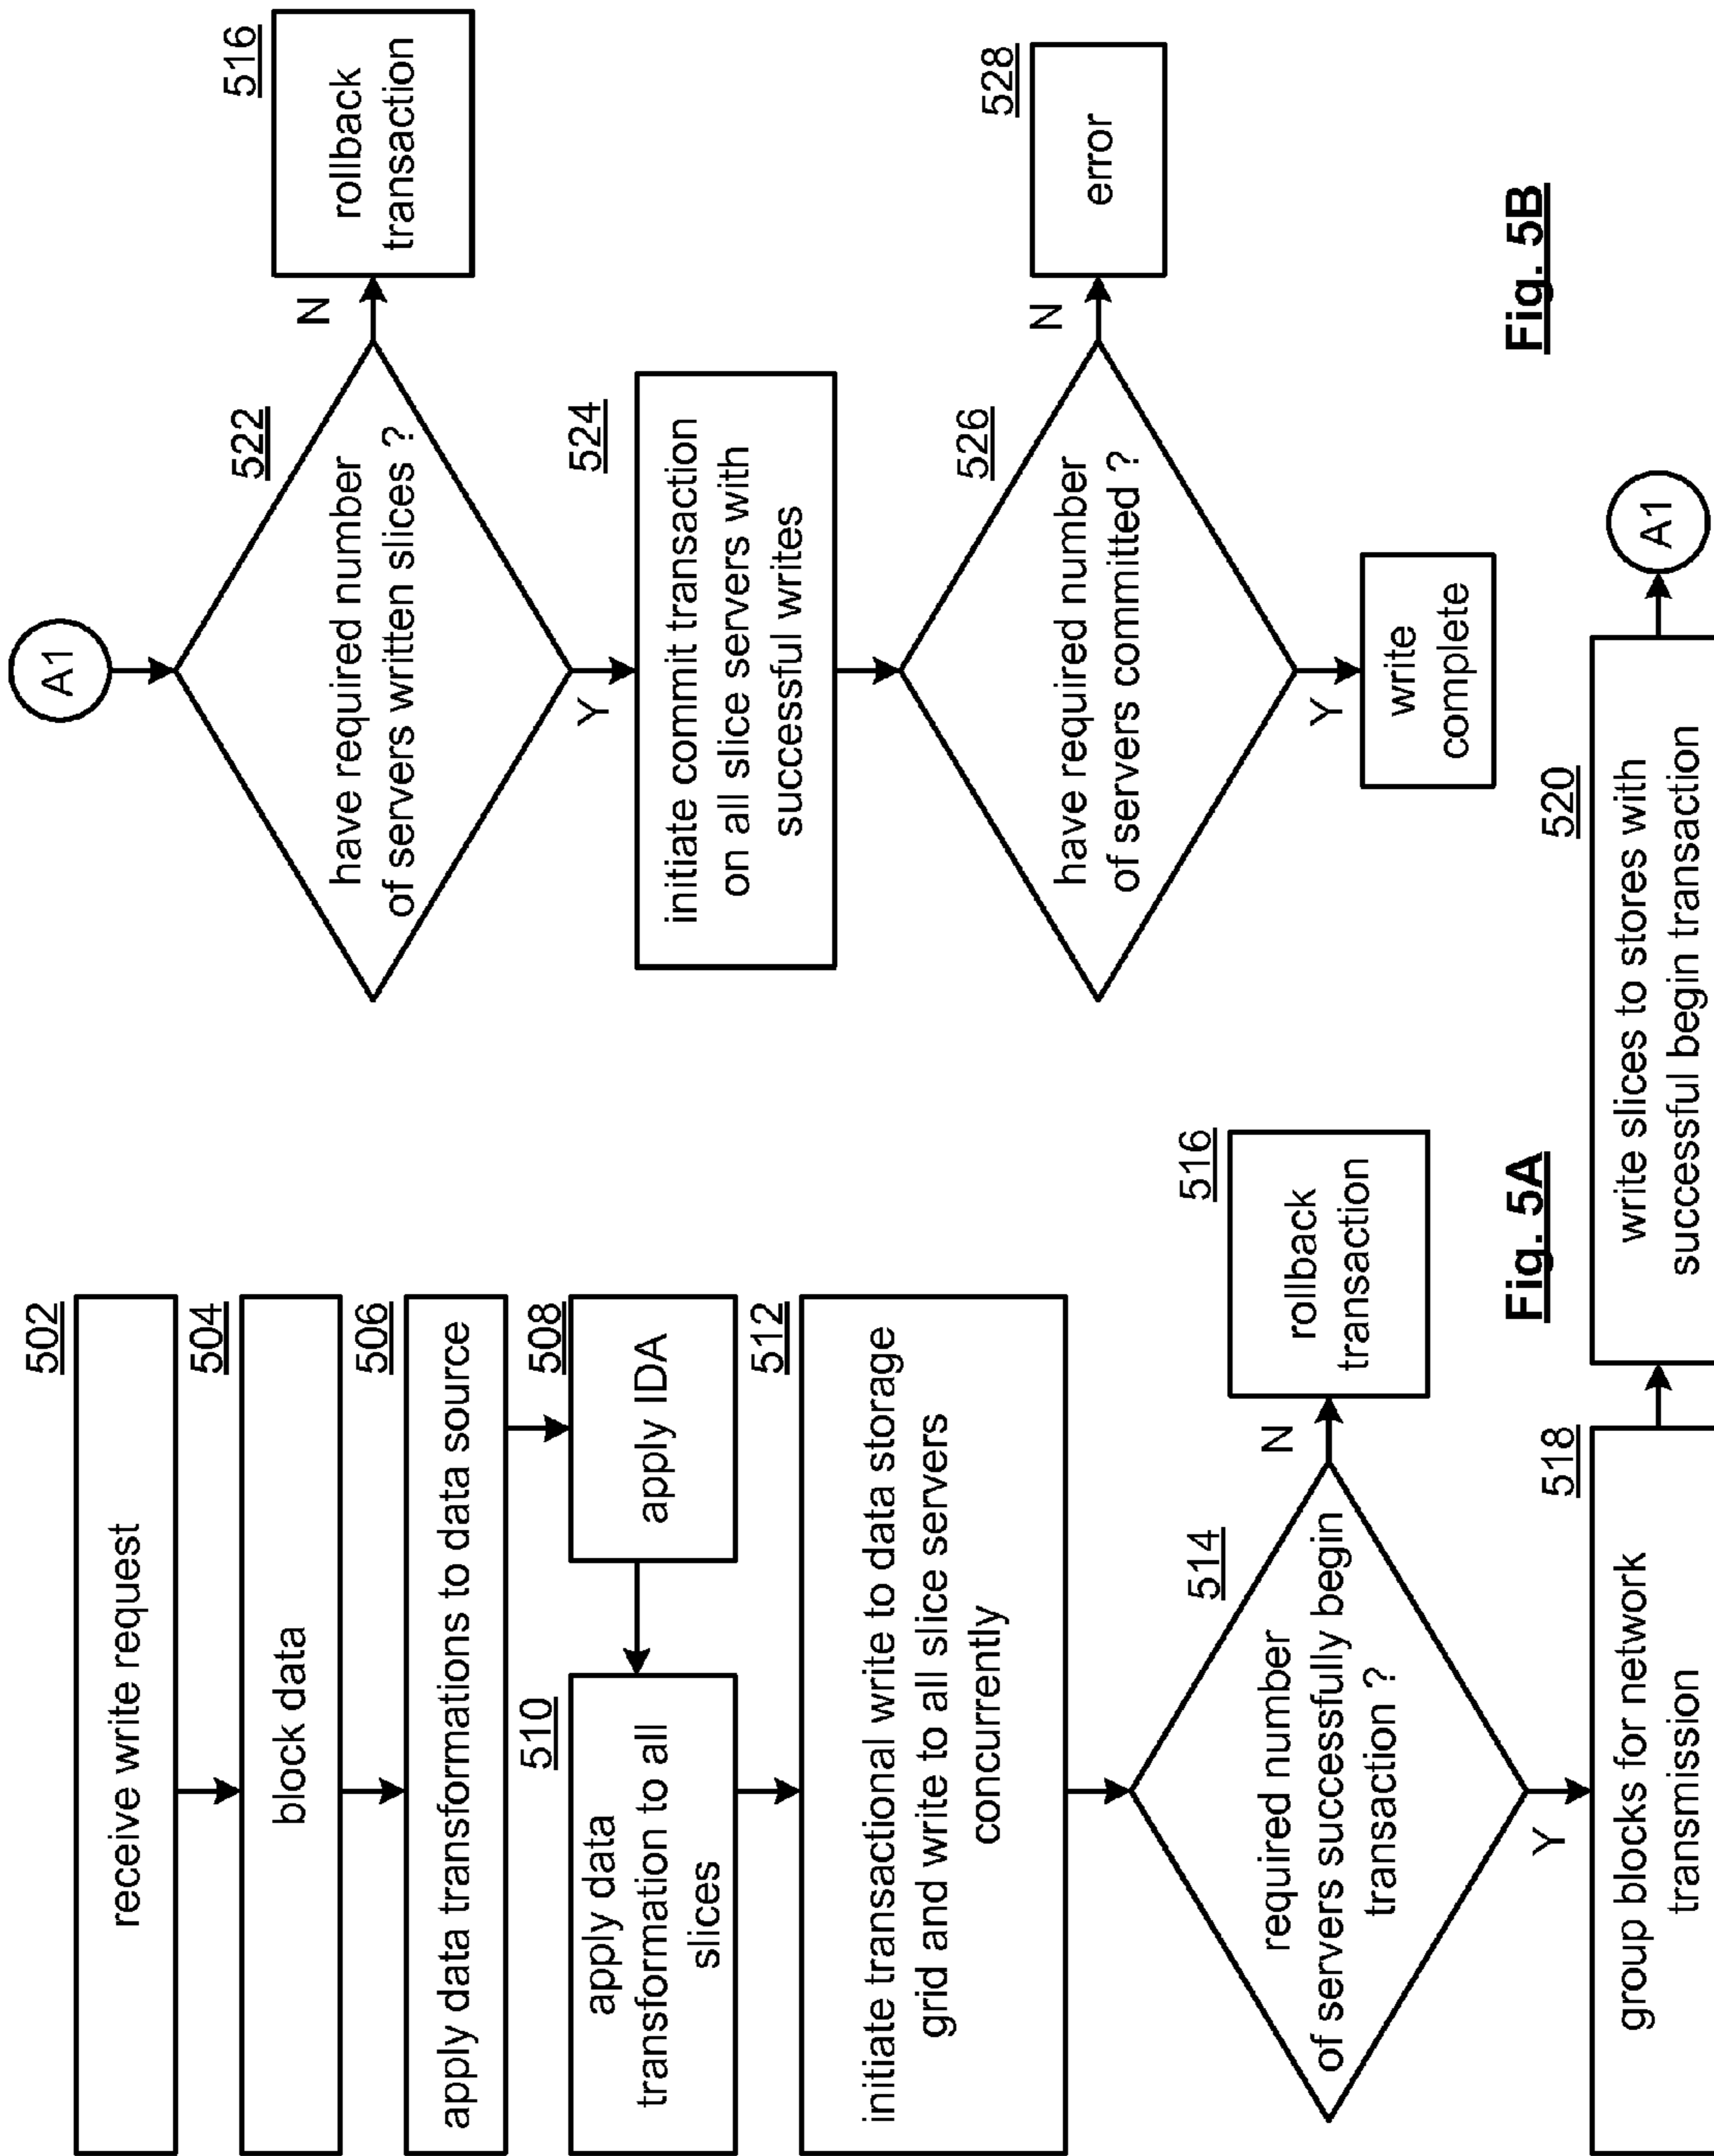 502
receive write request
504
block data
506
apply data transformations to data source
508
apply IDA
510
apply data
transformation to all
slices
512
initiate transactional write to data storage
grid and write to all slice servers
concurrently
514
required number
of servers successfully begin
transaction ?
N
516
rollback
transaction
Y
518
group blocks for network
transmission
520
write slices to stores with
successful begin transaction
A1
Fig. 5A
A1
522
have required number
of servers written slices ?
N
516
rollback
transaction
Y
524
initiate commit transaction
on all slice servers with
successful writes
526
have required number
of servers committed ?
N
528
error
Y
write
complete
Fig. 5B